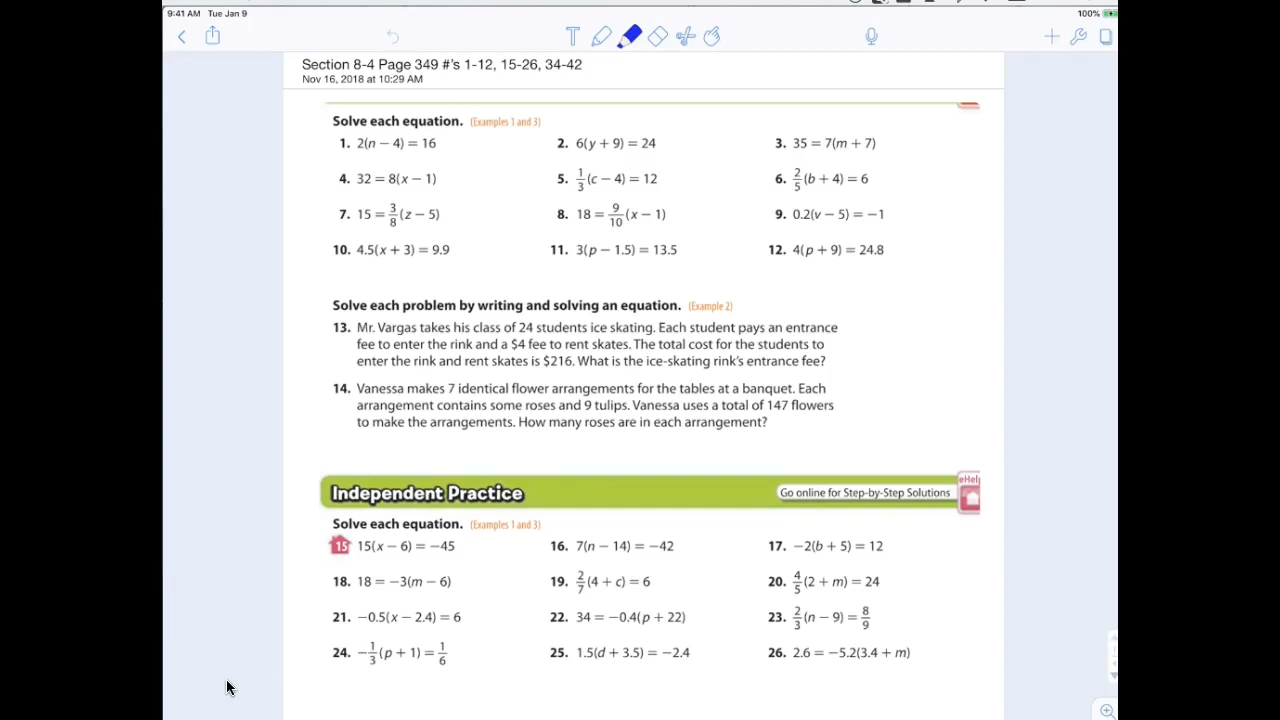 9:41 AM Tue Jan 9 100%
Section 8-4 Page 349 #'s 1-12, 15-26, 34-42
Nov 16, 2018 at 10:29 AM
Solve each equation. (Examples 1 and 3)
1. 2(n − 4) = 16 2. 6(y + 9) = 24 3. 35 = 7(m + 7)
4. 32 = 8(x − 1) 5. 1/3(c − 4) = 12 6. 2/5(b + 4) = 6
7. 15 = 3/8(z − 5) 8. 18 = 9/10(x − 1) 9. 0.2(v − 5) = −1
10. 4.5(x + 3) = 9.9 11. 3(p − 1.5) = 13.5 12. 4(p + 9) = 24.8
Solve each problem by writing and solving an equation. (Example 2)
13. Mr. Vargas takes his class of 24 students ice skating. Each student pays an entrance
fee to enter the rink and a $4 fee to rent skates. The total cost for the students to
enter the rink and rent skates is $216. What is the ice-skating rink's entrance fee?
14. Vanessa makes 7 identical flower arrangements for the tables at a banquet. Each
arrangement contains some roses and 9 tulips. Vanessa uses a total of 147 flowers
to make the arrangements. How many roses are in each arrangement?
eHelp
Independent Practice Go online for Step-by-Step Solutions
Solve each equation. (Examples 1 and 3)
15 15(x − 6) = −45 16. 7(n − 14) = −42 17. −2(b + 5) = 12
18. 18 = −3(m − 6) 19. 2/7(4 + c) = 6 20. 4/5(2 + m) = 24
21. −0.5(x − 2.4) = 6 22. 34 = −0.4(p + 22) 23. 2/3(n − 9) = 8/9
24. −1/3(p + 1) = 1/6 25. 1.5(d + 3.5) = −2.4 26. 2.6 = −5.2(3.4 + m)